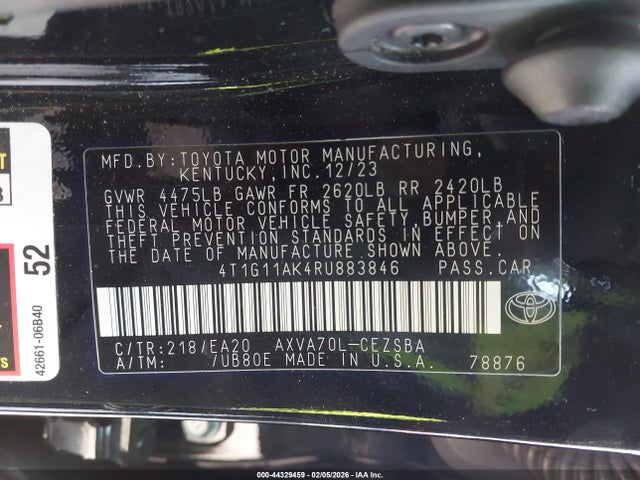 MFD.BY:TOYOTA MOTOR MANUFACTURING,
KENTUCKY,INC.12/23
GVWR 4475LB GAWR FR 2620LB RR 2420LB
THIS VEHICLE CONFORMS TO ALL APPLICABLE
FEDERAL MOTOR VEHICLE SAFETY,BUMPER,AND
THEFT PREVENTION STANDARDS IN EFFECT ON
THE DATE OF MANUFACTURE SHOWN ABOVE.
4T1G11AK4RU883846 PASS.CAR
C/TR:218/EA20 AXVA70L-CEZSBA
A/TM: /UB80E MADE IN U.S.A. 78876
52
42661-06B40
000-44329459 | 02/05/2026 - IAA Inc.